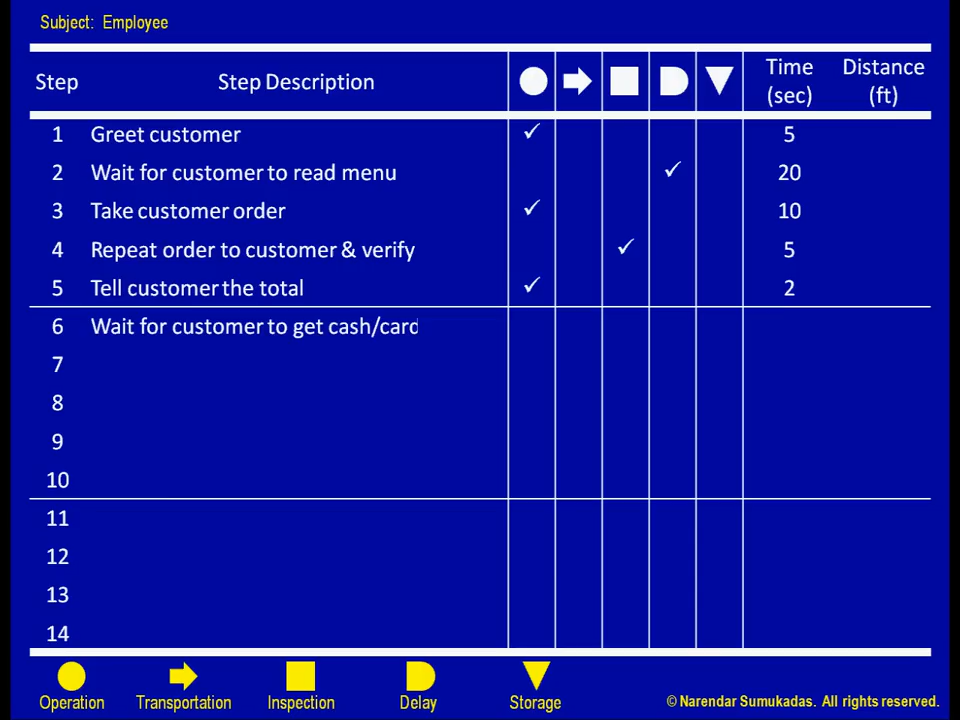 Subject: Employee
Step Step Description Time (sec) Distance (ft)
1 Greet customer ✓ 5
2 Wait for customer to read menu ✓ 20
3 Take customer order ✓ 10
4 Repeat order to customer & verify ✓ 5
5 Tell customer the total ✓ 2
6 Wait for customer to get cash/card
7
8
9
10
11
12
13
14
Operation Transportation Inspection Delay Storage © Narendar Sumukadas. All rights reserved.